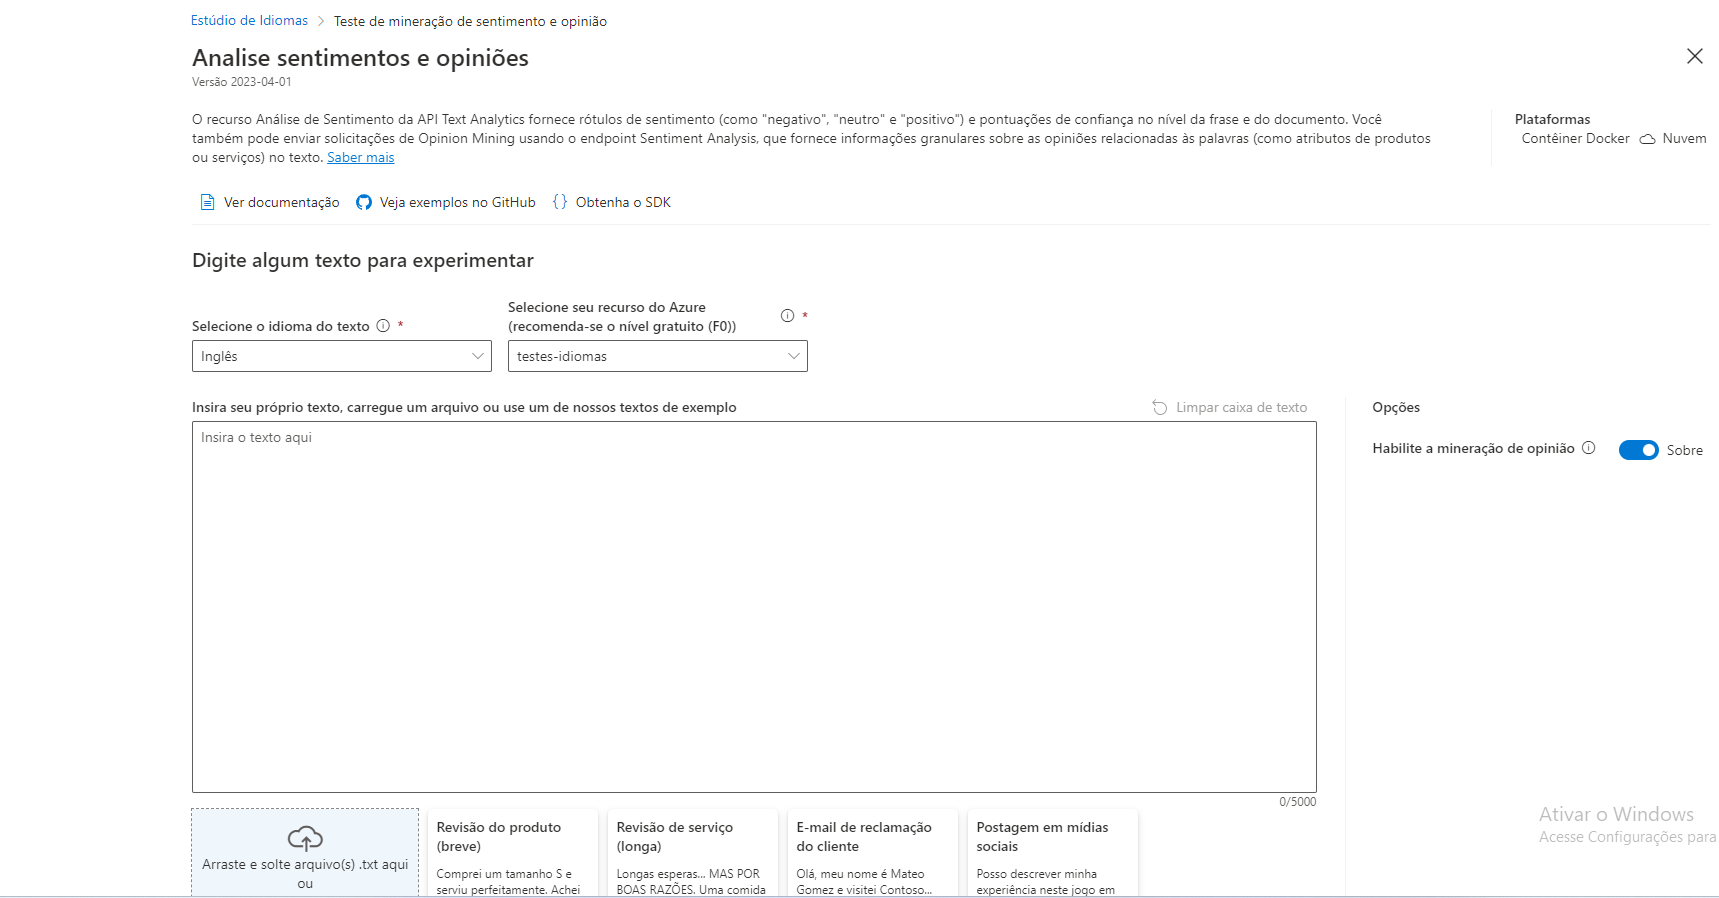 Estúdio de Idiomas > Teste de mineração de sentimento e opinião
Analise sentimentos e opiniões
Versão 2023-04-01
O recurso Análise de Sentimento da API Text Analytics fornece rótulos de sentimento (como "negativo", "neutro" e "positivo") e pontuações de confiança no nível da frase e do documento. Você
também pode enviar solicitações de Opinion Mining usando o endpoint Sentiment Analysis, que fornece informações granulares sobre as opiniões relacionadas às palavras (como atributos de produtos
ou serviços) no texto. Saber mais
Plataformas
Contêiner Docker Nuvem
Ver documentação Veja exemplos no GitHub {} Obtenha o SDK
Digite algum texto para experimentar
Selecione o idioma do texto *
Inglês
Selecione seu recurso do Azure
(recomenda-se o nível gratuito (F0)) *
testes-idiomas
Insira seu próprio texto, carregue um arquivo ou use um de nossos textos de exemplo
Limpar caixa de texto
Insira o texto aqui
0/5000
Opções
Habilite a mineração de opinião Sobre
Arraste e solte arquivo(s) .txt aqui
ou
Revisão do produto
(breve)
Comprei um tamanho S e
serviu perfeitamente. Achei
Revisão de serviço
(longa)
Longas esperas... MAS POR
BOAS RAZÕES. Uma comida
E-mail de reclamação
do cliente
Olá, meu nome é Mateo
Gomez e visitei Contoso...
Postagem em mídias
sociais
Posso descrever minha
experiência neste jogo em
Ativar o Windows
Acesse Configurações para